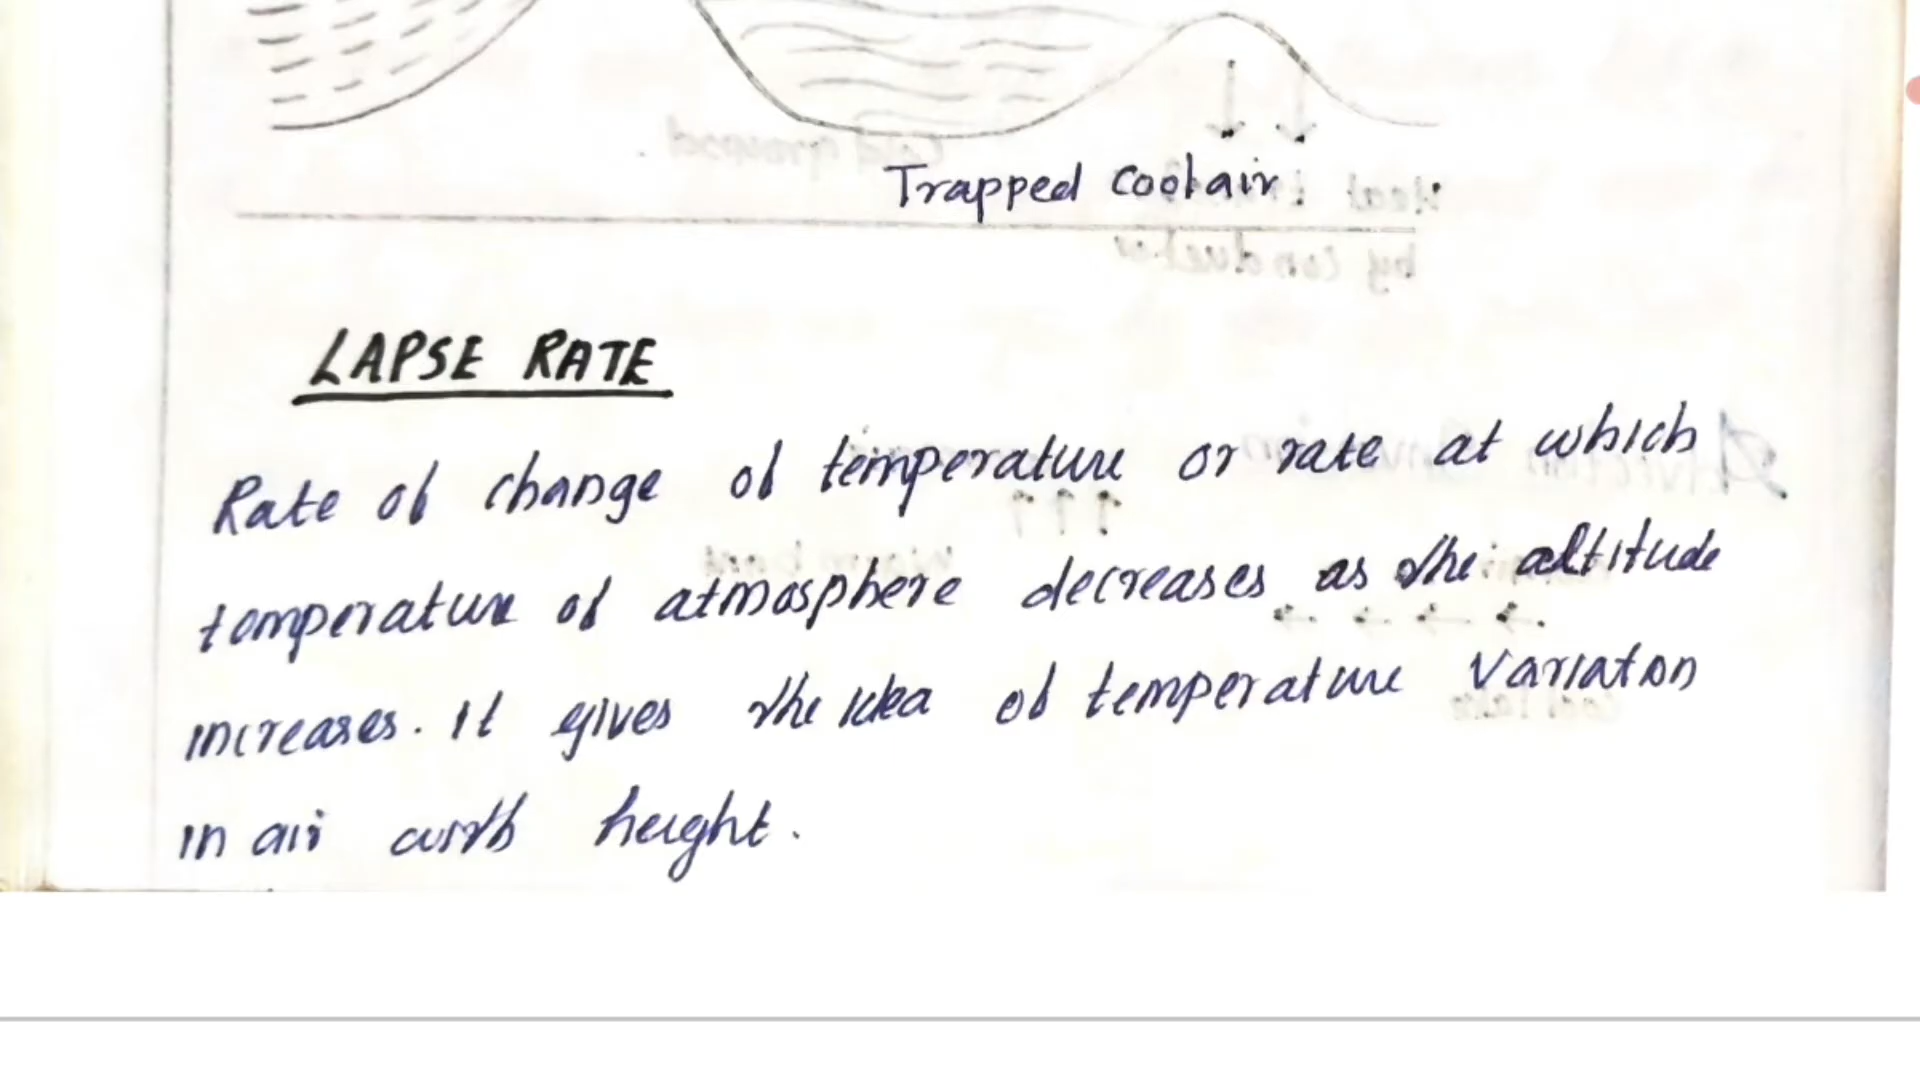 Trapped cool air
LAPSE RATE
Rate of change of temperature or rate at which
temperature of atmosphere decreases as the altitude
increases. It gives the idea of temperature variaton
in air with height.